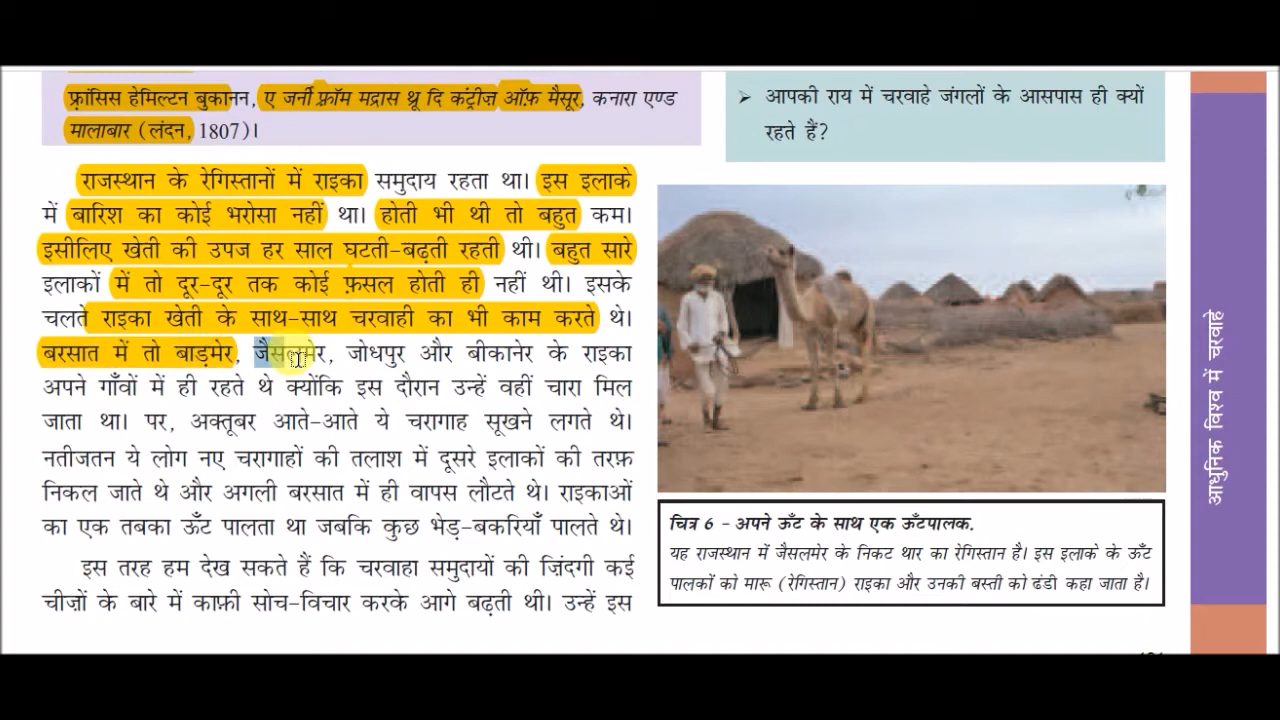 फ़्रांसिस हेमिल्टन बुकानन, ए जर्नी फ़्रॉम मद्रास थ्रू दि कंट्रीज़ ऑफ़ मैसूर, कनारा एण्ड
मालाबार (लंदन, 1807)।
➢ आपकी राय में चरवाहे जंगलों के आसपास ही क्यों
रहते हैं?
राजस्थान के रेगिस्तानों में राइका समुदाय रहता था। इस इलाके
में बारिश का कोई भरोसा नहीं था। होती भी थी तो बहुत कम।
इसीलिए खेती की उपज हर साल घटती-बढ़ती रहती थी। बहुत सारे
इलाकों में तो दूर-दूर तक कोई फ़सल होती ही नहीं थी। इसके
चलते राइका खेती के साथ-साथ चरवाही का भी काम करते थे।
बरसात में तो बाड़मेर, जैसलमेर, जोधपुर और बीकानेर के राइका
अपने गाँवों में ही रहते थे क्योंकि इस दौरान उन्हें वहीं चारा मिल
जाता था। पर, अक्तूबर आते-आते ये चरागाह सूखने लगते थे।
नतीजतन ये लोग नए चरागाहों की तलाश में दूसरे इलाकों की तरफ़
निकल जाते थे और अगली बरसात में ही वापस लौटते थे। राइकाओं
का एक तबका ऊँट पालता था जबकि कुछ भेड़-बकरियाँ पालते थे।
इस तरह हम देख सकते हैं कि चरवाहा समुदायों की ज़िंदगी कई
चीज़ों के बारे में काफ़ी सोच-विचार करके आगे बढ़ती थी। उन्हें इस
चित्र 6 - अपने ऊँट के साथ एक ऊँटपालक.
यह राजस्थान में जैसलमेर के निकट थार का रेगिस्तान है। इस इलाके के ऊँट
पालकों को मारू (रेगिस्तान) राइका और उनकी बस्ती को ढंडी कहा जाता है।
आधुनिक विश्व में चरवाहे